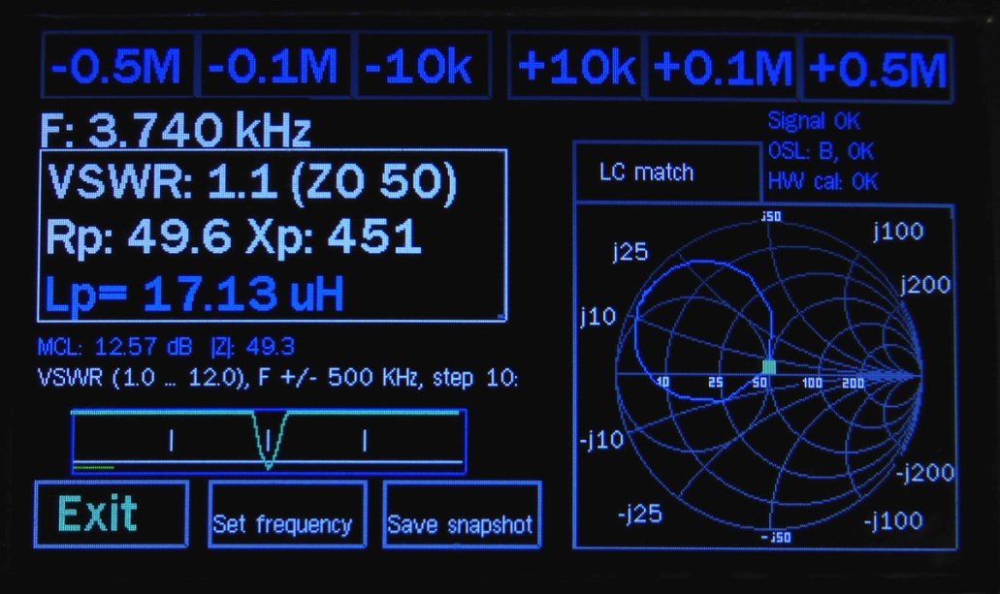 -0.5M -0.1M -10k +10k +0.1M +0.5M
F: 3.740 kHz
VSWR: 1.1 (Z0 50)
Rp: 49.6 Xp: 451
Lp= 17.13 uH
MCL: 12.57 dB |Z|: 49.3
VSWR (1.0 ... 12.0), F +/- 500 KHz, step 10:
Exit
Set frequency
Save snapshot
Signal OK
OSL: B, OK
HW cal: OK
LC match
j50
j100
j25
j200
j10
10 25 50 100 200
-j10
-j200
-j25
-j100
-j50